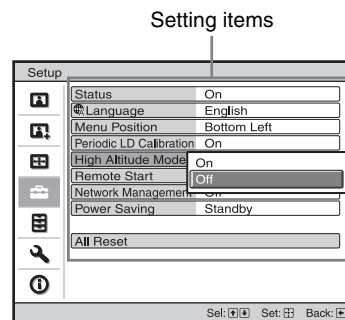 Setting items
Setup
Status On
Language English
Menu Position Bottom Left
Periodic LD Calibration On
High Altitude Mode On
Remote Start Off
Network Management
Power Saving Standby
All Reset
Sel: Set: Back: